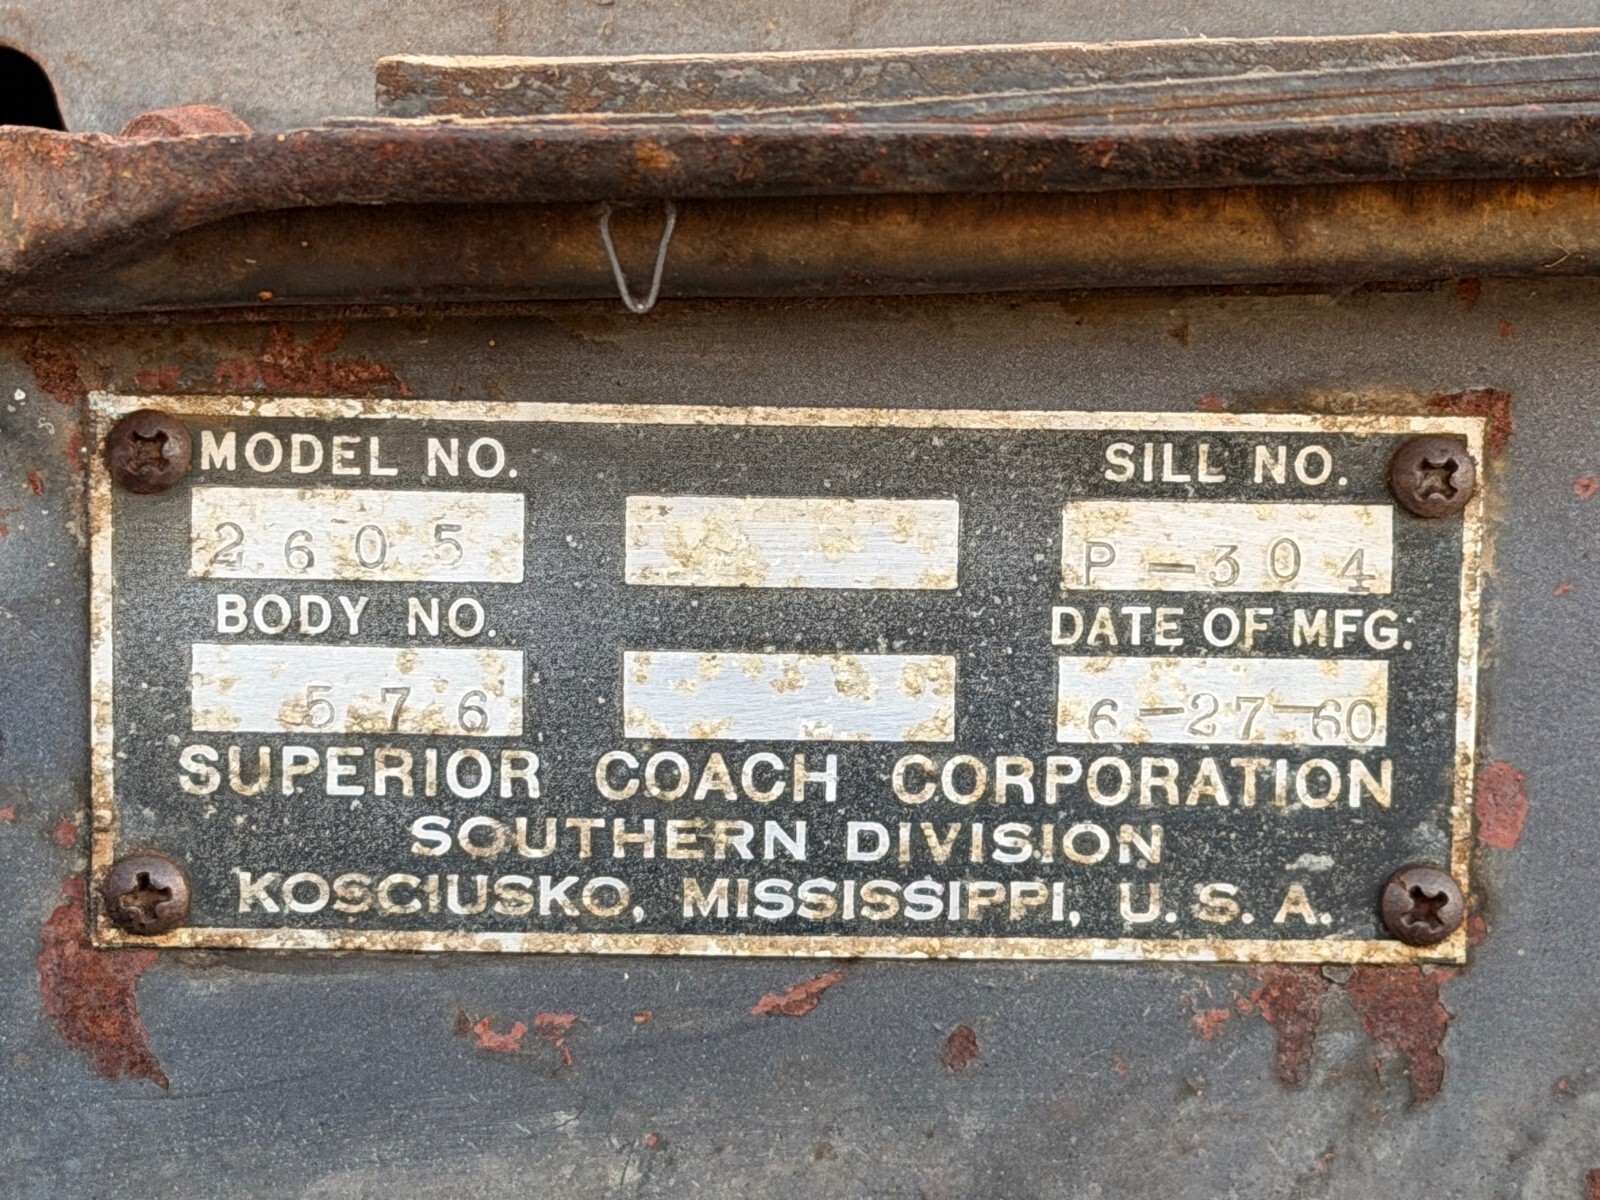 MODEL NO. SILL NO.
2605 P-304
BODY NO. DATE OF MFG.
576 6-27-60
SUPERIOR COACH CORPORATION
SOUTHERN DIVISION
KOSCIUSKO, MISSISSIPPI, U.S.A.